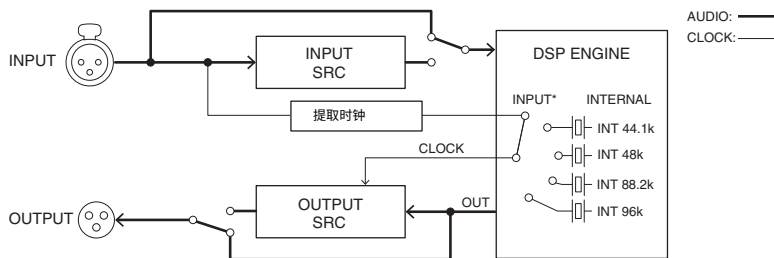 AUDIO:
CLOCK:
INPUT
INPUT
SRC
DSP ENGINE
提取时钟
INPUT*
INTERNAL
INT 44.1k
INT 48k
INT 88.2k
INT 96k
CLOCK
OUTPUT
OUTPUT
SRC
OUT